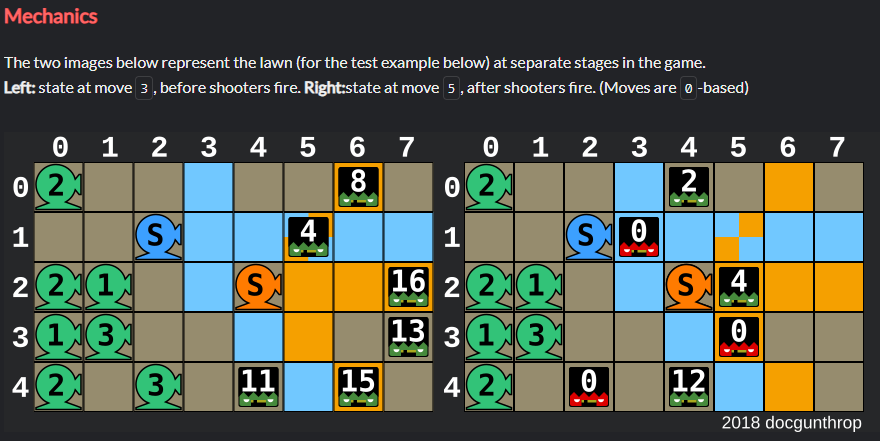 Mechanics
The two images below represent the lawn (for the test example below) at separate stages in the game.
Left: state at move 3, before shooters fire. Right:state at move 5, after shooters fire. (Moves are 0-based)
0 1 2 3 4 5 6 7 0 1 2 3 4 5 6 7
0 2 8 0 2 2
1 S 4 1 S 0
2 2 1 S 16 2 2 1 S 4
3 1 3 13 3 1 3 0
4 2 3 11 15 4 2 0 12
2018 docgunthrop